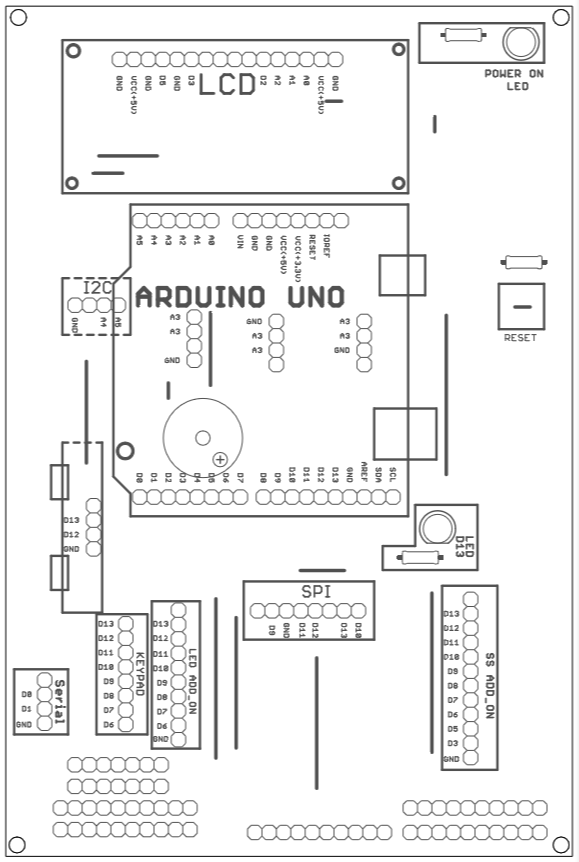 GND VCC(+5V) GND D5 GND D3 D2 A2 A1 A0 VCC(+5V) GND
LCD
POWER ON
LED
A5 A4 A3 A2 A1 A0 VIN GND GND VCC(+5V) VCC(+3.3V) RESET IOREF
I2C
GND A4 A5
ARDUINO UNO
A3
A3
GND
GND
A3
A3
A3
A3
GND
RESET
D0 D1 D2 D3 D4 D5 D6 D7 D8 D9 D10 D11 D12 D13 GND AREF SDA SCL
D13
D12
GND
LED
D13
SPI
D9 GND D11 D12 D13 D10
D13
D12
D11
D10
D9
D8
D7
D6
KEYPAD
D13
D12
D11
D10
D9
D8
D7
D6
GND
LED ADD_ON
D13
D12
D11
D10
D9
D8
D7
D6
D5
D3
GND
SS ADD_ON
Serial
D0
D1
GND